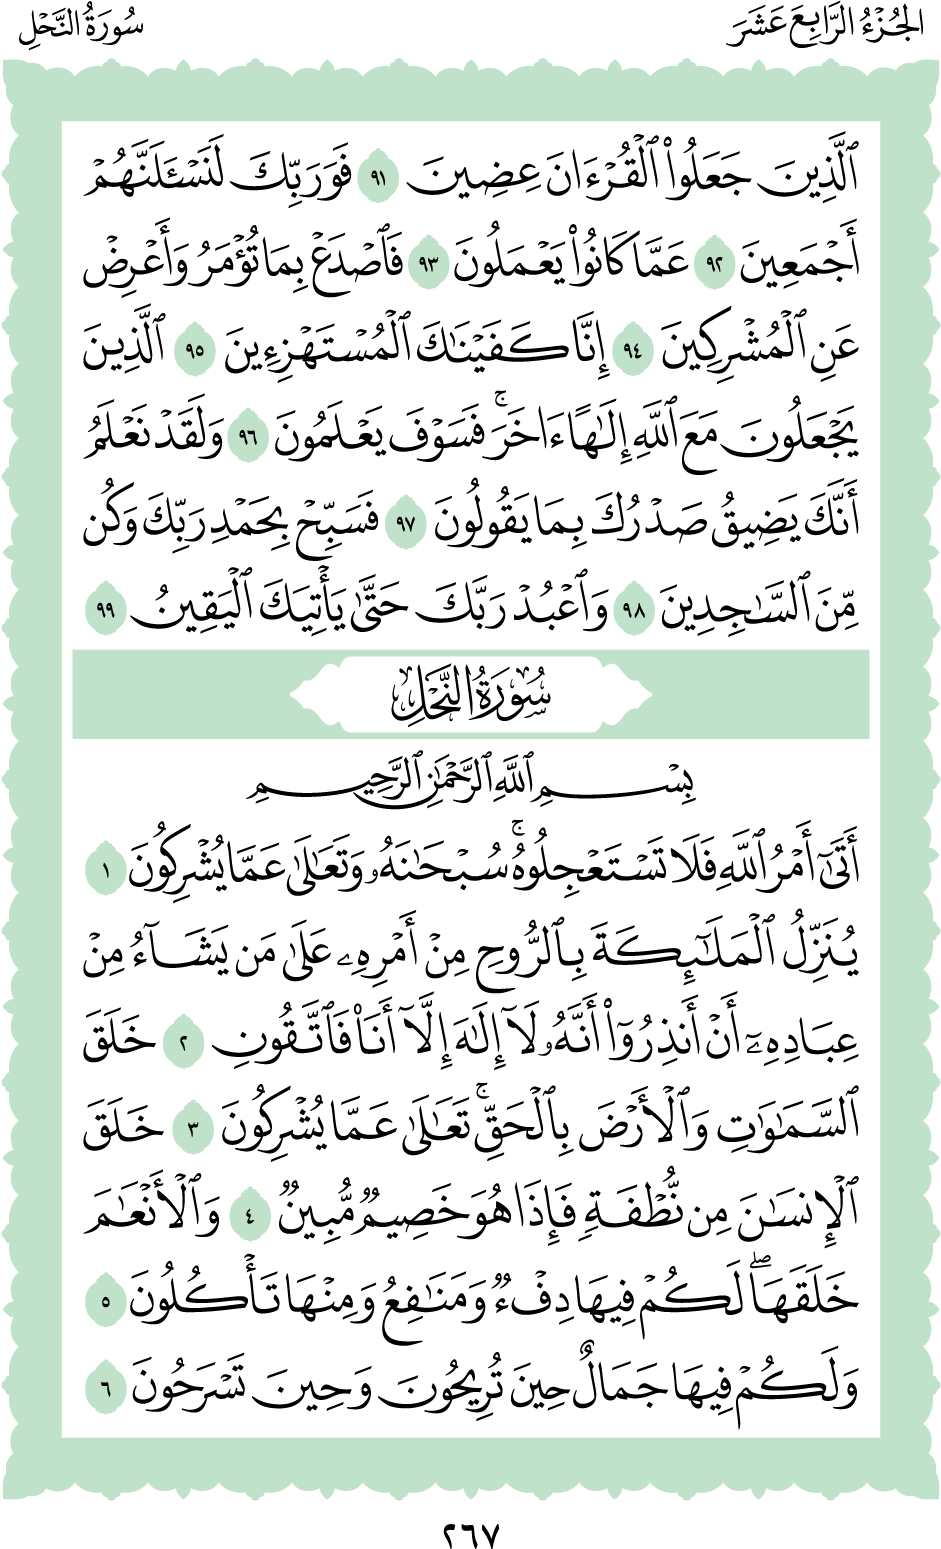 الجُزْءُ الرَّابِعَ عَشَرَ
سُورَةُ النَّحْلِ
ٱلَّذِينَ جَعَلُوا۟ ٱلْقُرْءَانَ عِضِينَ ٩١ فَوَرَبِّكَ لَنَسْـَٔلَنَّهُمْ
أَجْمَعِينَ ٩٢ عَمَّا كَانُوا۟ يَعْمَلُونَ ٩٣ فَٱصْدَعْ بِمَا تُؤْمَرُ وَأَعْرِضْ
عَنِ ٱلْمُشْرِكِينَ ٩٤ إِنَّا كَفَيْنَـٰكَ ٱلْمُسْتَهْزِءِينَ ٩٥ ٱلَّذِينَ
يَجْعَلُونَ مَعَ ٱللَّهِ إِلَـٰهًا ءَاخَرَ ۚ فَسَوْفَ يَعْلَمُونَ ٩٦ وَلَقَدْ نَعْلَمُ
أَنَّكَ يَضِيقُ صَدْرُكَ بِمَا يَقُولُونَ ٩٧ فَسَبِّحْ بِحَمْدِ رَبِّكَ وَكُن
مِّنَ ٱلسَّـٰجِدِينَ ٩٨ وَٱعْبُدْ رَبَّكَ حَتَّىٰ يَأْتِيَكَ ٱلْيَقِينُ ٩٩
سُورَةُ النَّحْلِ
بِسْمِ ٱللَّهِ ٱلرَّحْمَـٰنِ ٱلرَّحِيمِ
أَتَىٰٓ أَمْرُ ٱللَّهِ فَلَا تَسْتَعْجِلُوهُ ۚ سُبْحَـٰنَهُۥ وَتَعَـٰلَىٰ عَمَّا يُشْرِكُونَ ١
يُنَزِّلُ ٱلْمَلَـٰٓئِكَةَ بِٱلرُّوحِ مِنْ أَمْرِهِۦ عَلَىٰ مَن يَشَآءُ مِنْ
عِبَادِهِۦٓ أَنْ أَنذِرُوٓا۟ أَنَّهُۥ لَآ إِلَـٰهَ إِلَّآ أَنَا۠ فَٱتَّقُونِ ٢ خَلَقَ
ٱلسَّمَـٰوَٰتِ وَٱلْأَرْضَ بِٱلْحَقِّ ۚ تَعَـٰلَىٰ عَمَّا يُشْرِكُونَ ٣ خَلَقَ
ٱلْإِنسَـٰنَ مِن نُّطْفَةٍ فَإِذَا هُوَ خَصِيمٌ مُّبِينٌ ٤ وَٱلْأَنْعَـٰمَ
خَلَقَهَا ۖ لَكُمْ فِيهَا دِفْءٌ وَمَنَـٰفِعُ وَمِنْهَا تَأْكُلُونَ ٥
وَلَكُمْ فِيهَا جَمَالٌ حِينَ تُرِيحُونَ وَحِينَ تَسْرَحُونَ ٦
٢٦٧